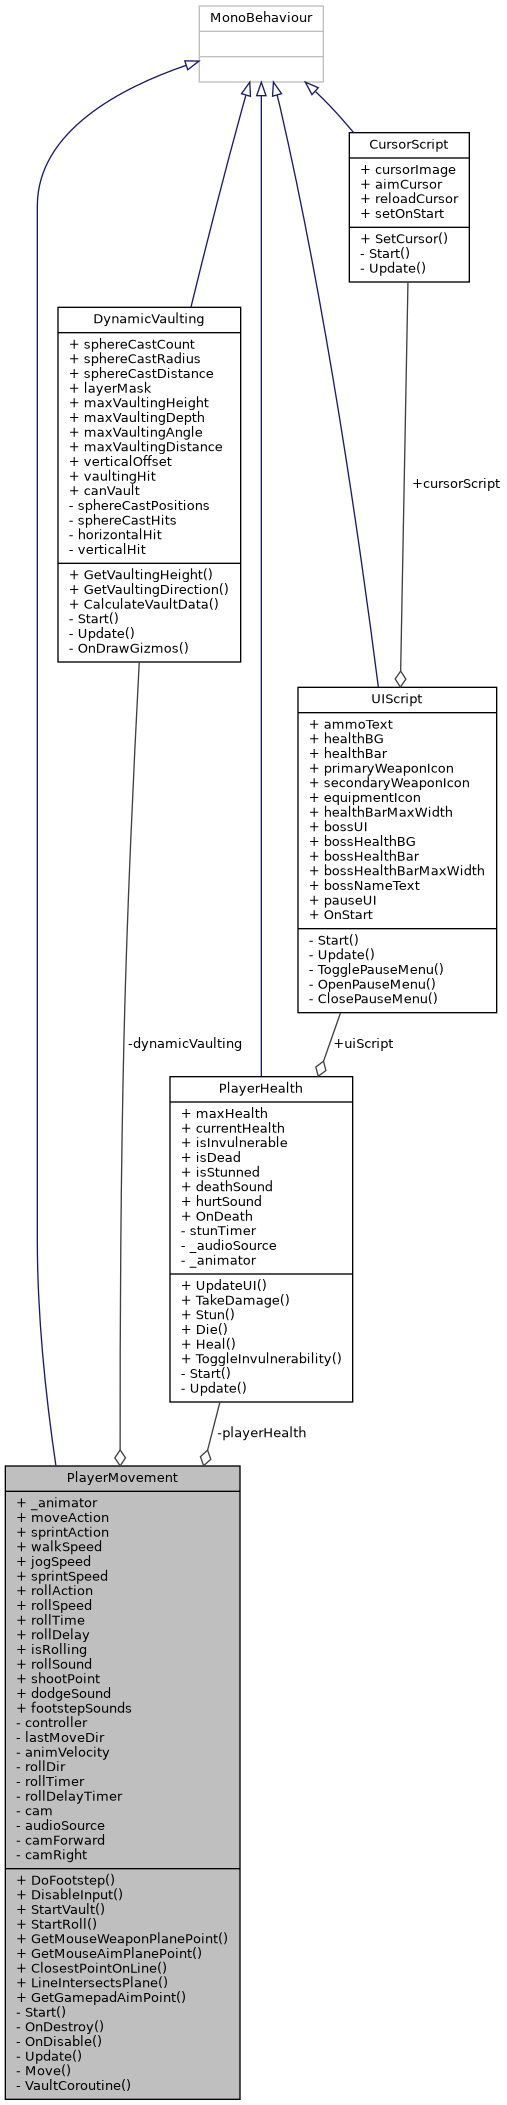 MonoBehaviour
CursorScript
+ cursorImage
+ aimCursor
+ reloadCursor
+ setOnStart
+ SetCursor()
- Start()
- Update()
DynamicVaulting
+ sphereCastCount
+ sphereCastRadius
+ sphereCastDistance
+ layerMask
+ maxVaultingHeight
+ maxVaultingDepth
+ maxVaultingAngle
+ maxVaultingDistance
+ verticalOffset
+ vaultingHit
+ canVault
- sphereCastPositions
- sphereCastHits
- horizontalHit
- verticalHit
+ GetVaultingHeight()
+ GetVaultingDirection()
+ CalculateVaultData()
- Start()
- Update()
- OnDrawGizmos()
+cursorScript
UIScript
+ ammoText
+ healthBG
+ healthBar
+ primaryWeaponIcon
+ secondaryWeaponIcon
+ equipmentIcon
+ healthBarMaxWidth
+ bossUI
+ bossHealthBG
+ bossHealthBar
+ bossHealthBarMaxWidth
+ bossNameText
+ pauseUI
+ OnStart
- Start()
- Update()
- TogglePauseMenu()
- OpenPauseMenu()
- ClosePauseMenu()
-dynamicVaulting
+uiScript
PlayerHealth
+ maxHealth
+ currentHealth
+ isInvulnerable
+ isDead
+ isStunned
+ deathSound
+ hurtSound
+ OnDeath
- stunTimer
- _audioSource
- _animator
+ UpdateUI()
+ TakeDamage()
+ Stun()
+ Die()
+ Heal()
+ ToggleInvulnerability()
- Start()
- Update()
-playerHealth
PlayerMovement
+ _animator
+ moveAction
+ sprintAction
+ walkSpeed
+ jogSpeed
+ sprintSpeed
+ rollAction
+ rollSpeed
+ rollTime
+ rollDelay
+ isRolling
+ rollSound
+ shootPoint
+ dodgeSound
+ footstepSounds
- controller
- lastMoveDir
- animVelocity
- rollDir
- rollTimer
- rollDelayTimer
- cam
- audioSource
- camForward
- camRight
+ DoFootstep()
+ DisableInput()
+ StartVault()
+ StartRoll()
+ GetMouseWeaponPlanePoint()
+ GetMouseAimPlanePoint()
+ ClosestPointOnLine()
+ LineIntersectsPlane()
+ GetGamepadAimPoint()
- Start()
- OnDestroy()
- OnDisable()
- Update()
- Move()
- VaultCoroutine()